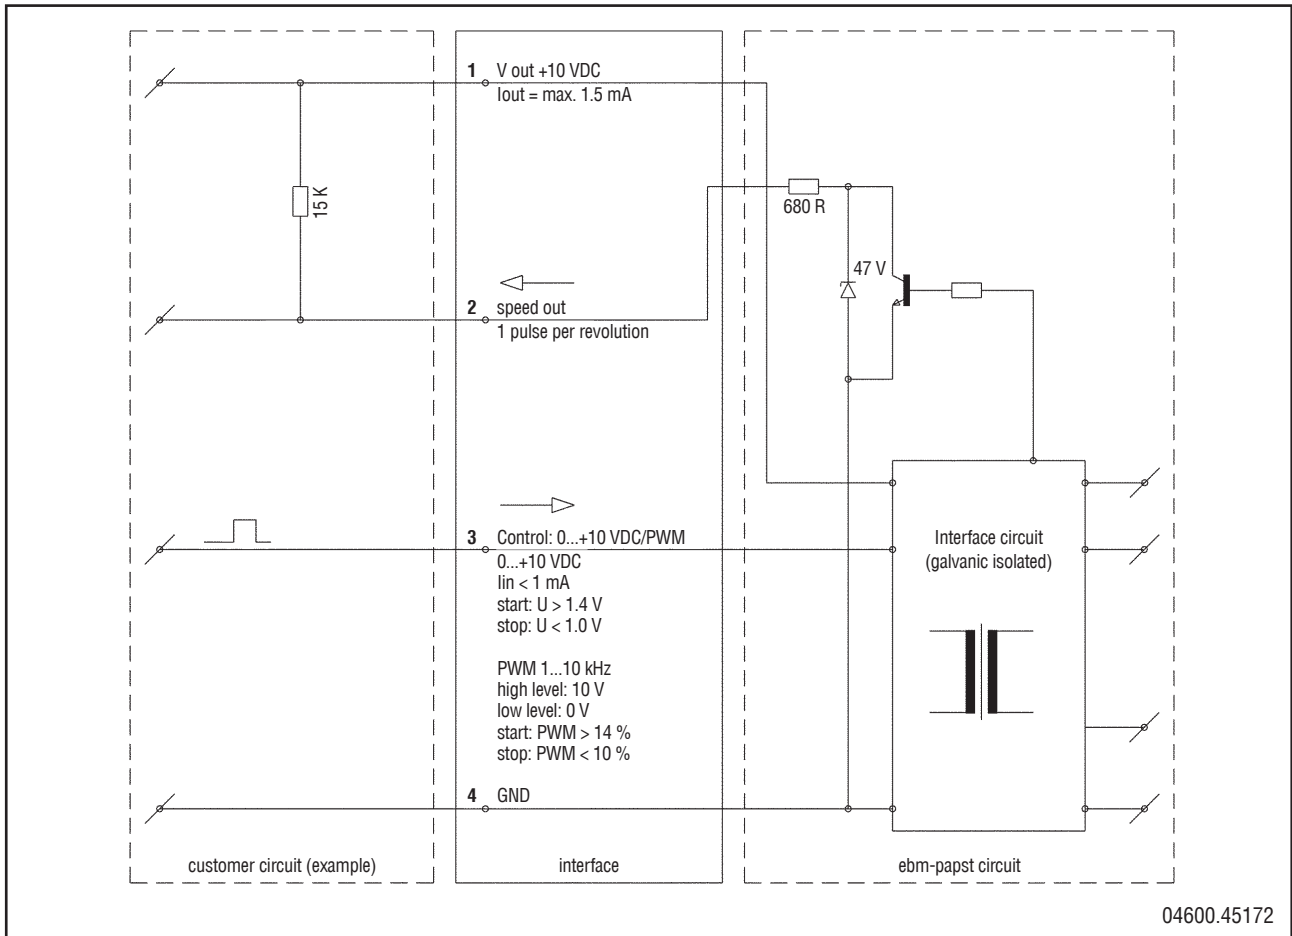 1 V out +10 VDC
Iout = max. 1.5 mA
15 K
680 R
47 V
2 speed out
1 pulse per revolution
3 Control: 0...+10 VDC/PWM
0...+10 VDC
Iin < 1 mA
start: U > 1.4 V
stop: U < 1.0 V
PWM 1...10 kHz
high level: 10 V
low level: 0 V
start: PWM > 14 %
stop: PWM < 10 %
Interface circuit
(galvanic isolated)
4 GND
customer circuit (example)
interface
ebm-papst circuit
04600.45172